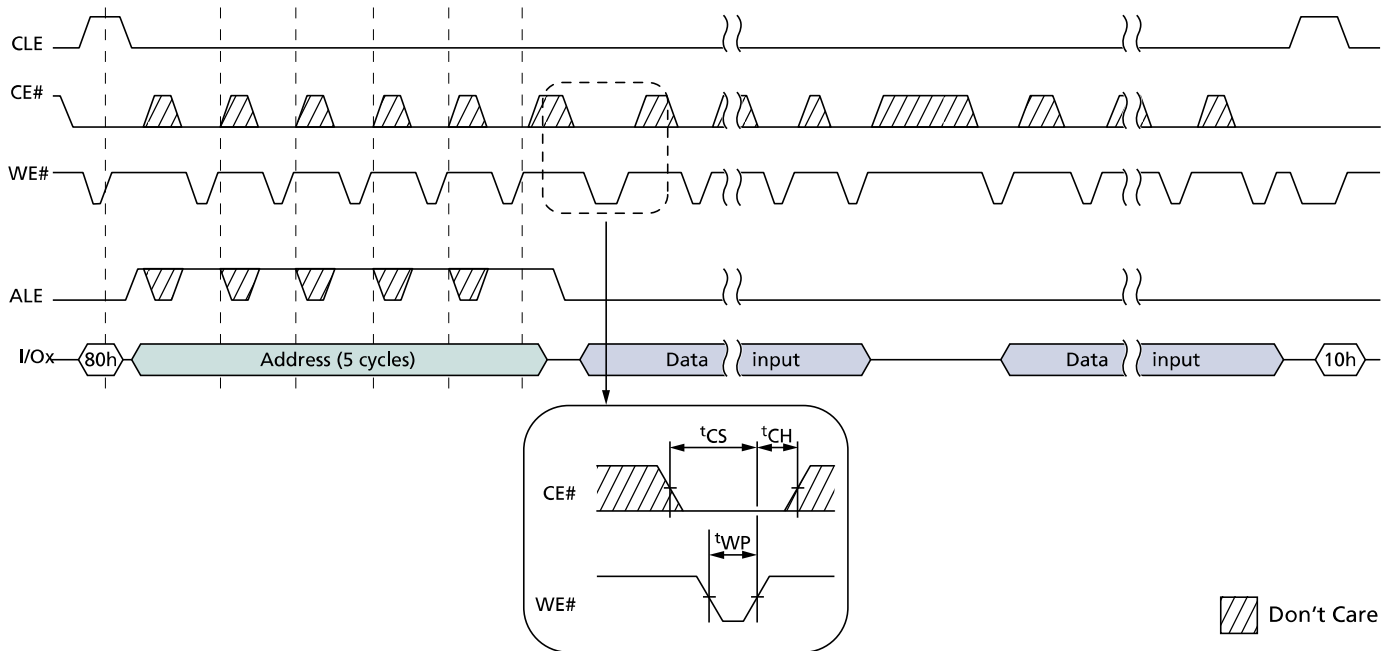 CLE
CE#
WE#
ALE
I/Ox
80h
Address (5 cycles)
Data
input
Data
input
10h
tCS
tCH
CE#
tWP
WE#
Don't Care